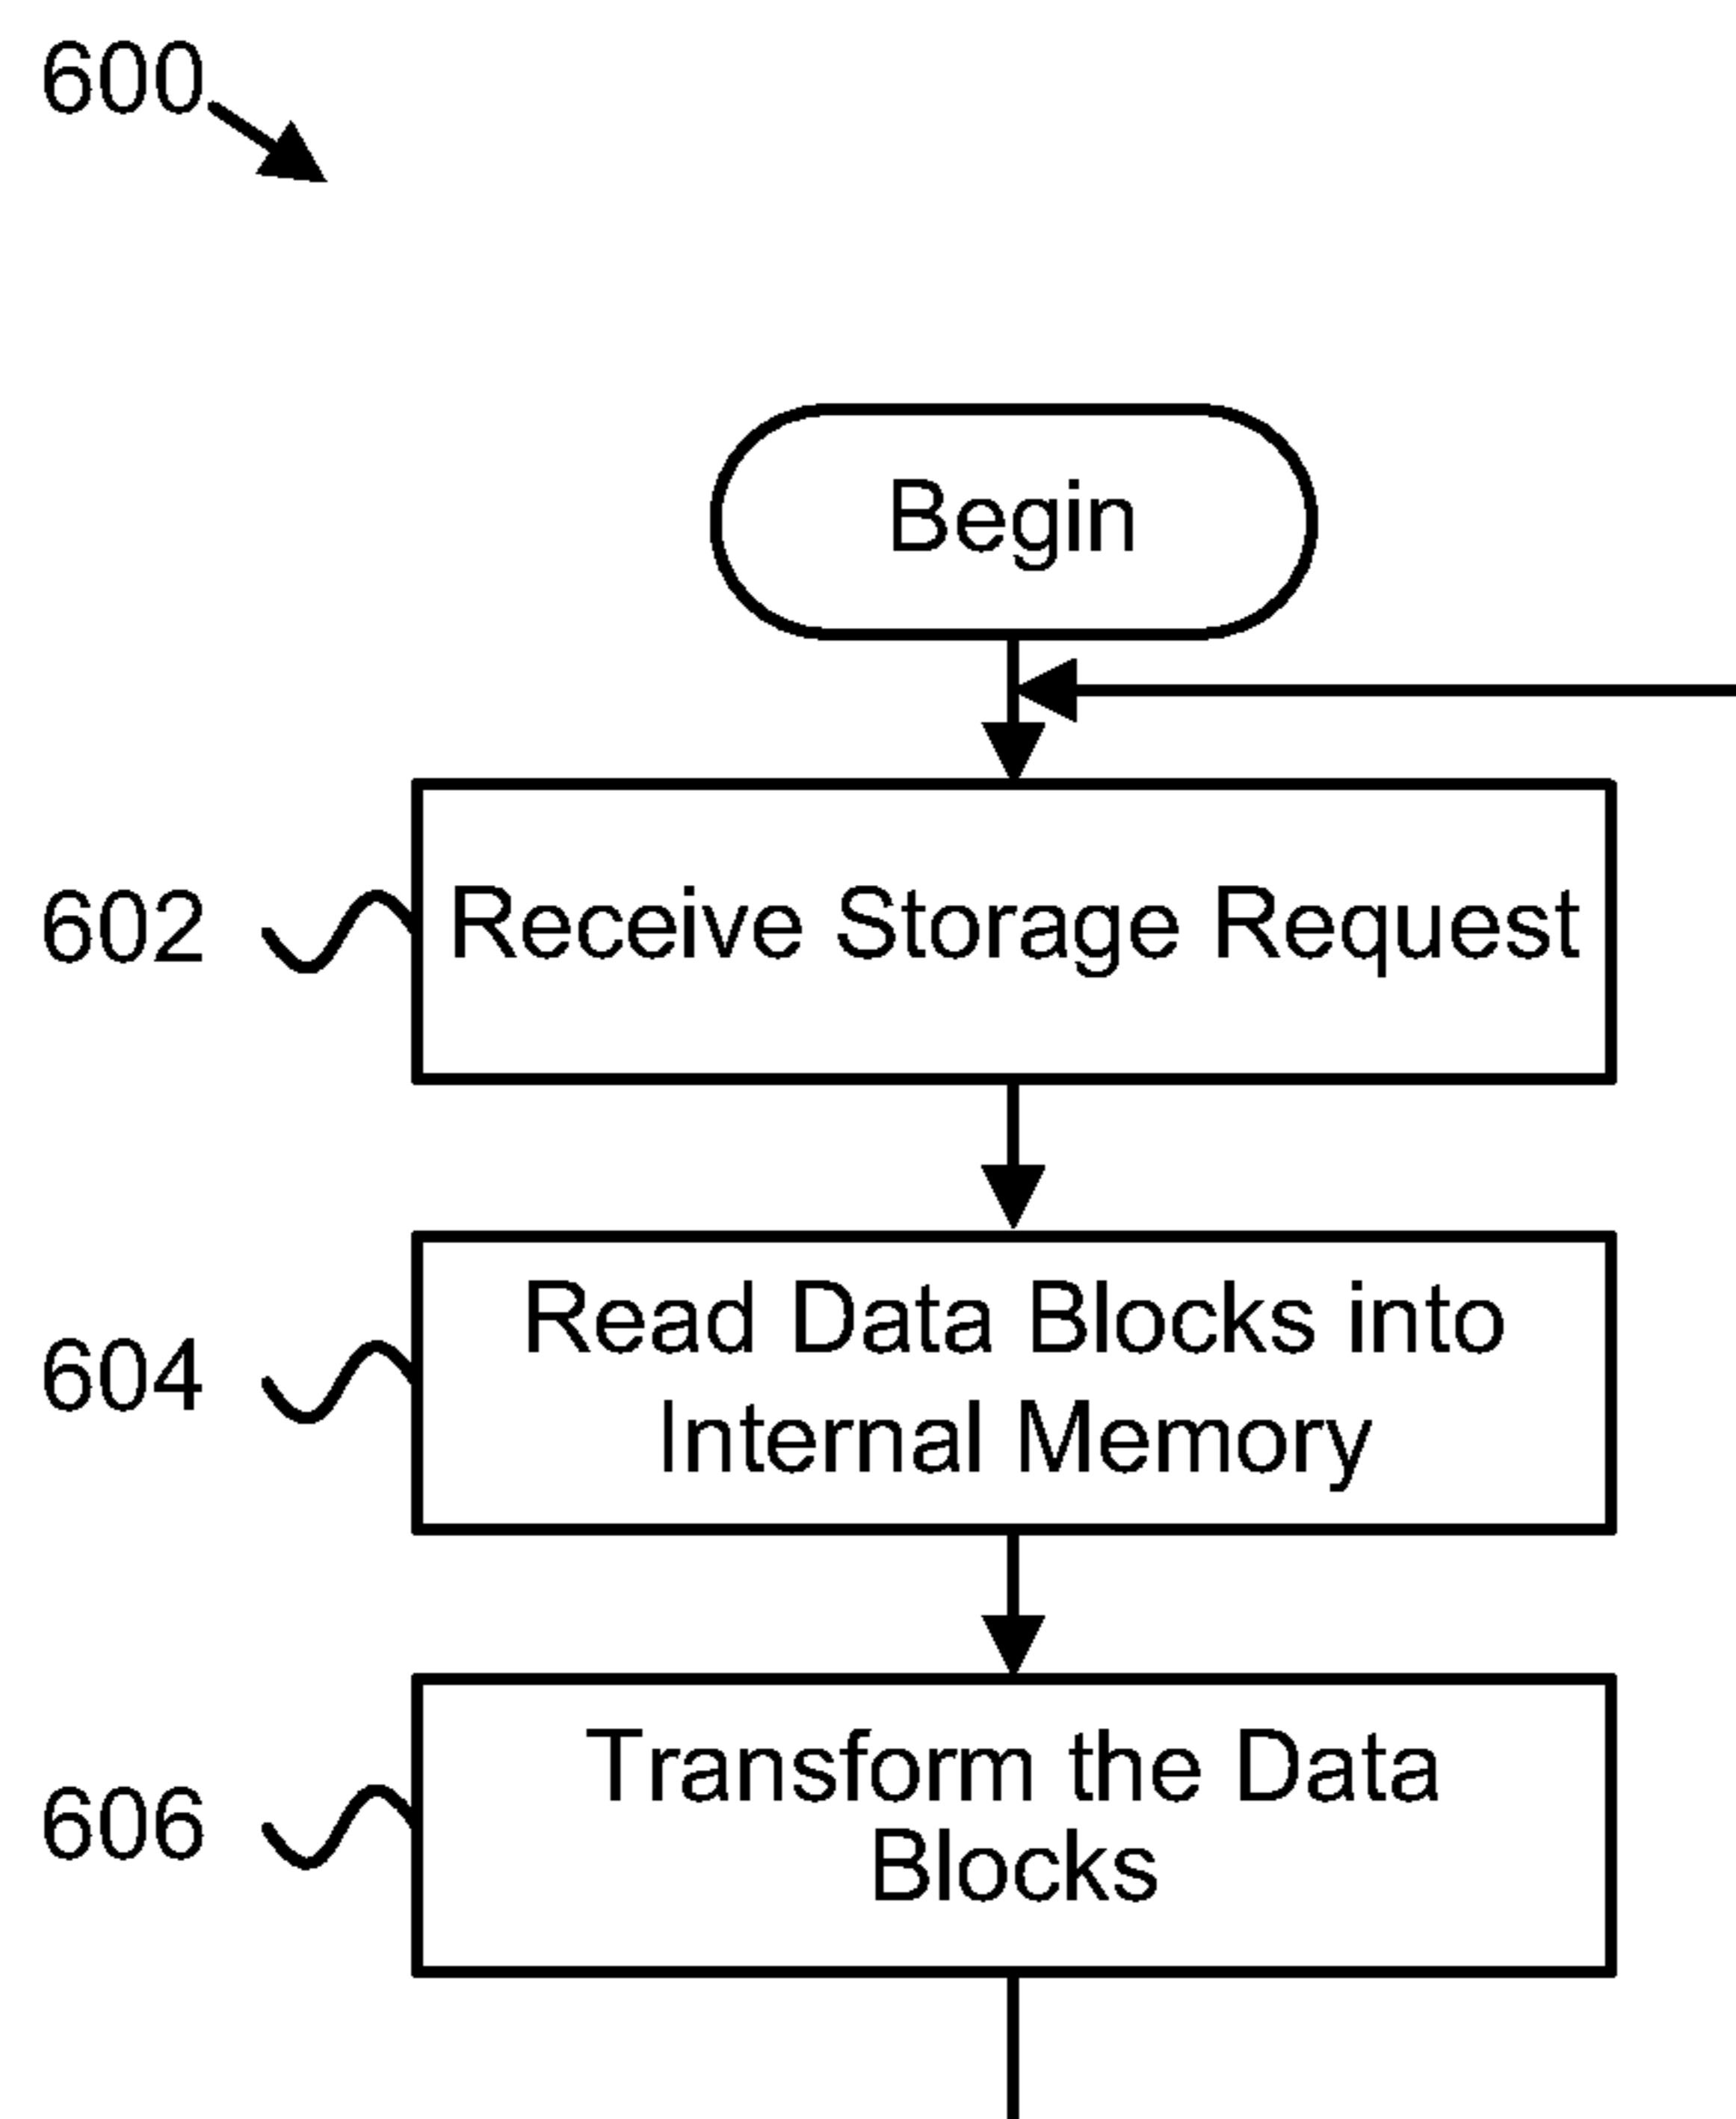 600
Begin
602
Receive Storage Request
604
Read Data Blocks into
Internal Memory
606
Transform the Data
Blocks